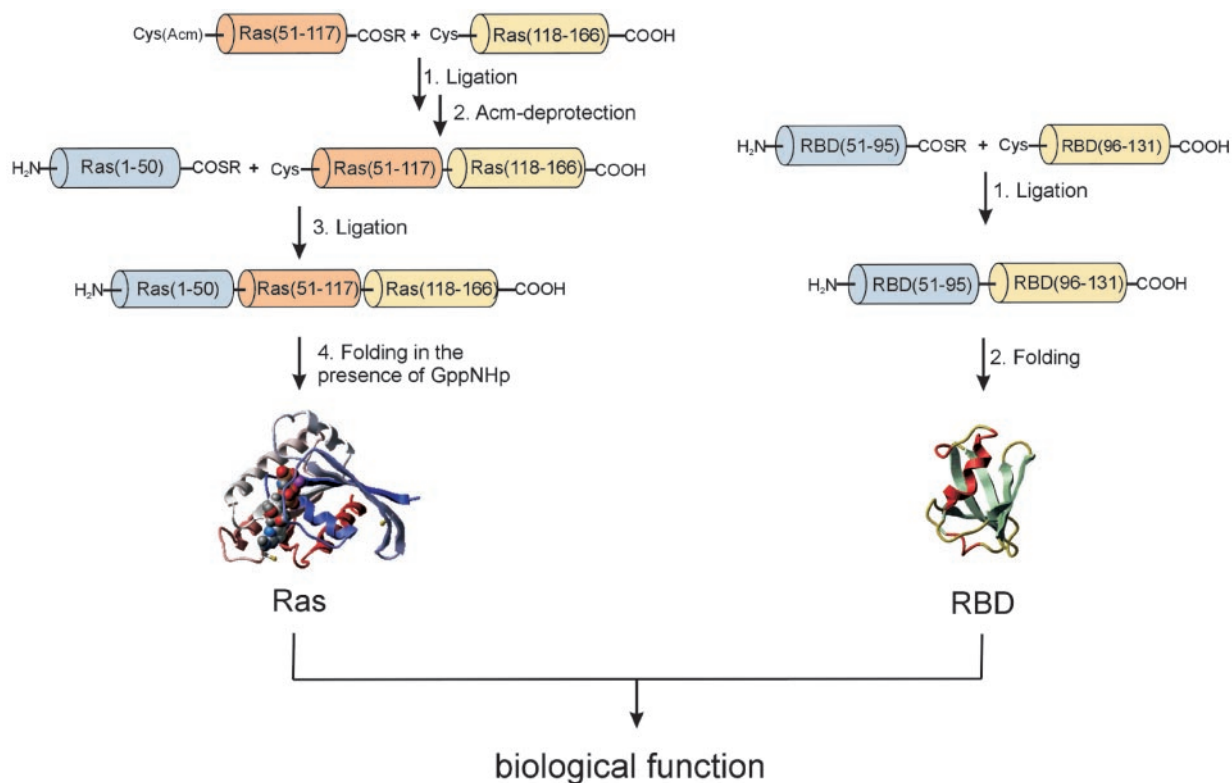 Cys(Acm) Ras(51-117) COSR + Cys Ras(118-166) COOH
1. Ligation
2. Acm-deprotection
H₂N Ras(1-50) COSR + Cys Ras(51-117) Ras(118-166) COOH
3. Ligation
H₂N Ras(1-50) Ras(51-117) Ras(118-166) COOH
4. Folding in the
presence of GppNHp
Ras
H₂N RBD(51-95) COSR + Cys RBD(96-131) COOH
1. Ligation
H₂N RBD(51-95) RBD(96-131) COOH
2. Folding
RBD
biological function